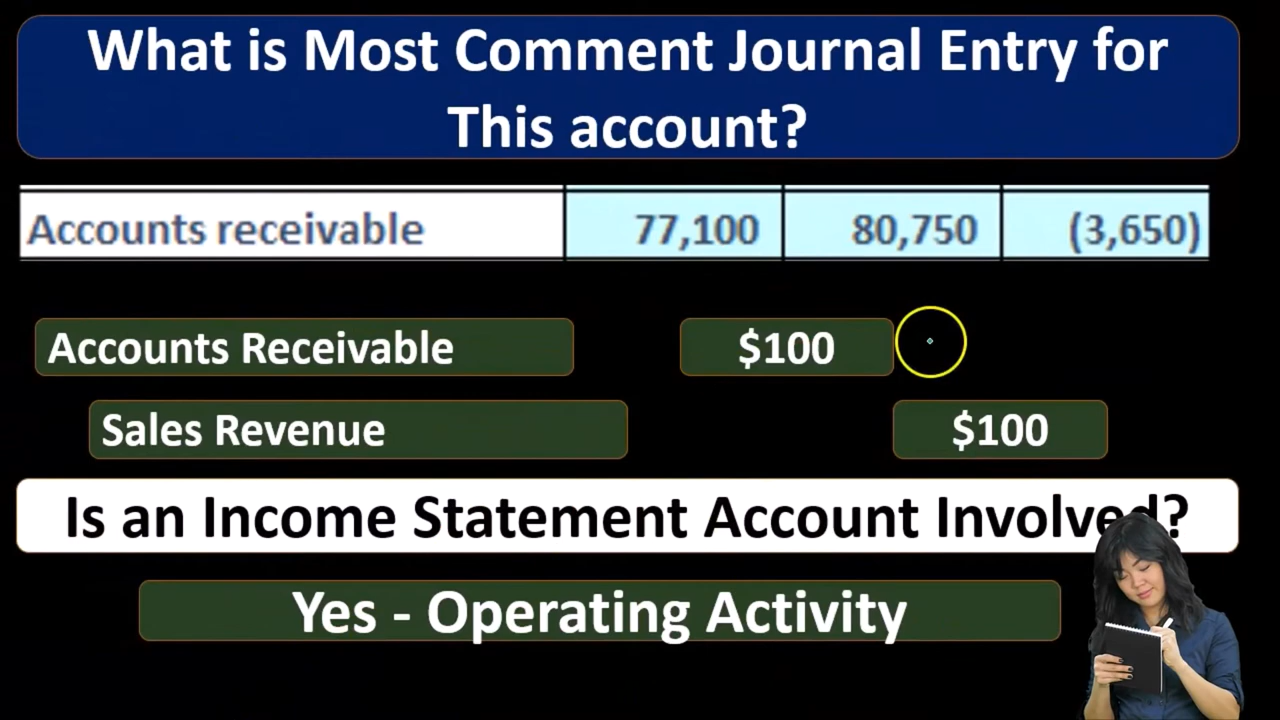 What is Most Comment Journal Entry for
This account?
Accounts receivable 77,100 80,750 (3,650)
Accounts Receivable $100
Sales Revenue $100
Is an Income Statement Account Involved?
Yes - Operating Activity